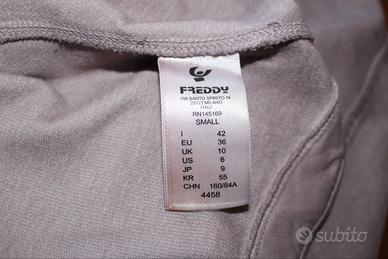 FREDDY
VIA SANTO SPIRITO 14
20121 MILANO
ITALY
RN145169
SMALL
I 42
EU 36
UK 10
US 6
JP 9
KR 55
CHN 160/84A
4458
subito